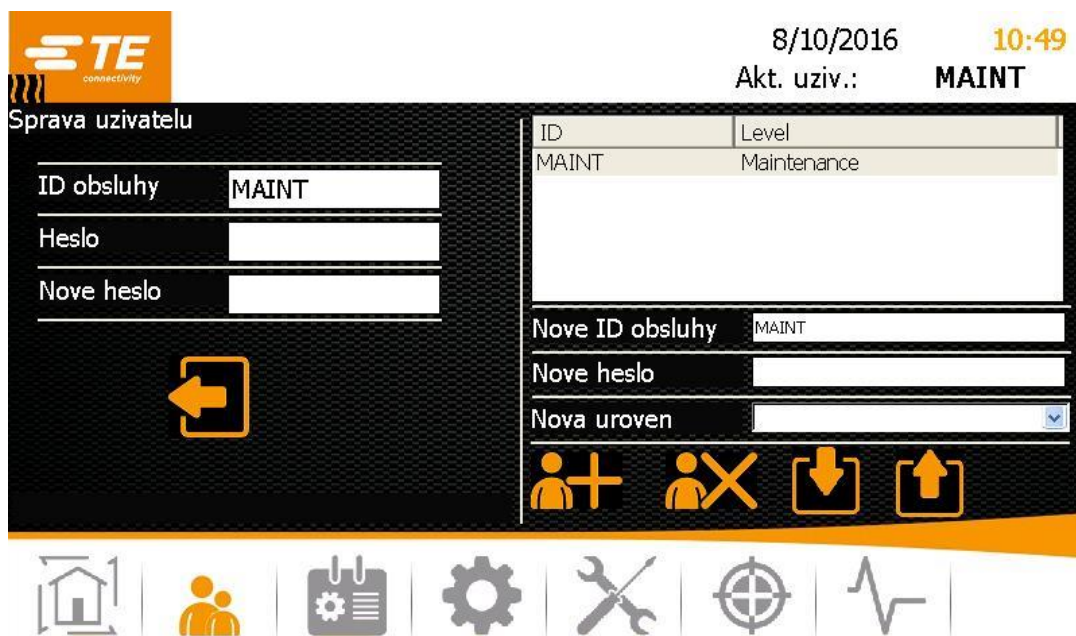 TE
connectivity
8/10/2016 10:49
Akt. uziv.: MAINT
Sprava uzivatelu
ID obsluhy MAINT
Heslo
Nove heslo
ID Level
MAINT Maintenance
Nove ID obsluhy MAINT
Nove heslo
Nova uroven